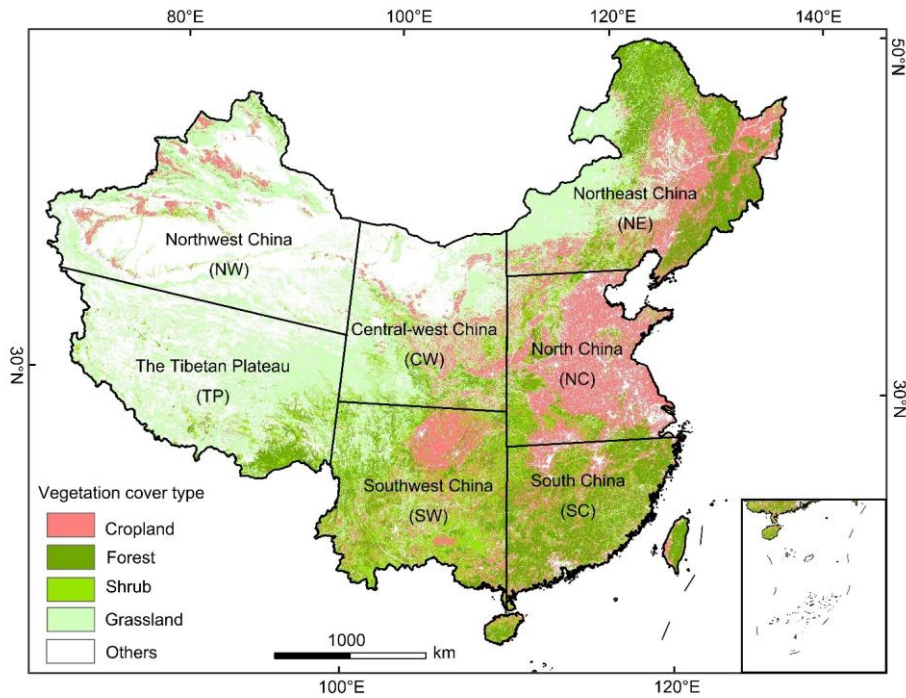 80°E
100°E
120°E
140°E
50°N
Northeast China
(NE)
Northwest China
(NW)
Central-west China
(CW)
North China
(NC)
The Tibetan Plateau
(TP)
30°N
30°N
Southwest China
(SW)
South China
(SC)
Vegetation cover type
Cropland
Forest
Shrub
Grassland
Others
1000
km
100°E
120°E